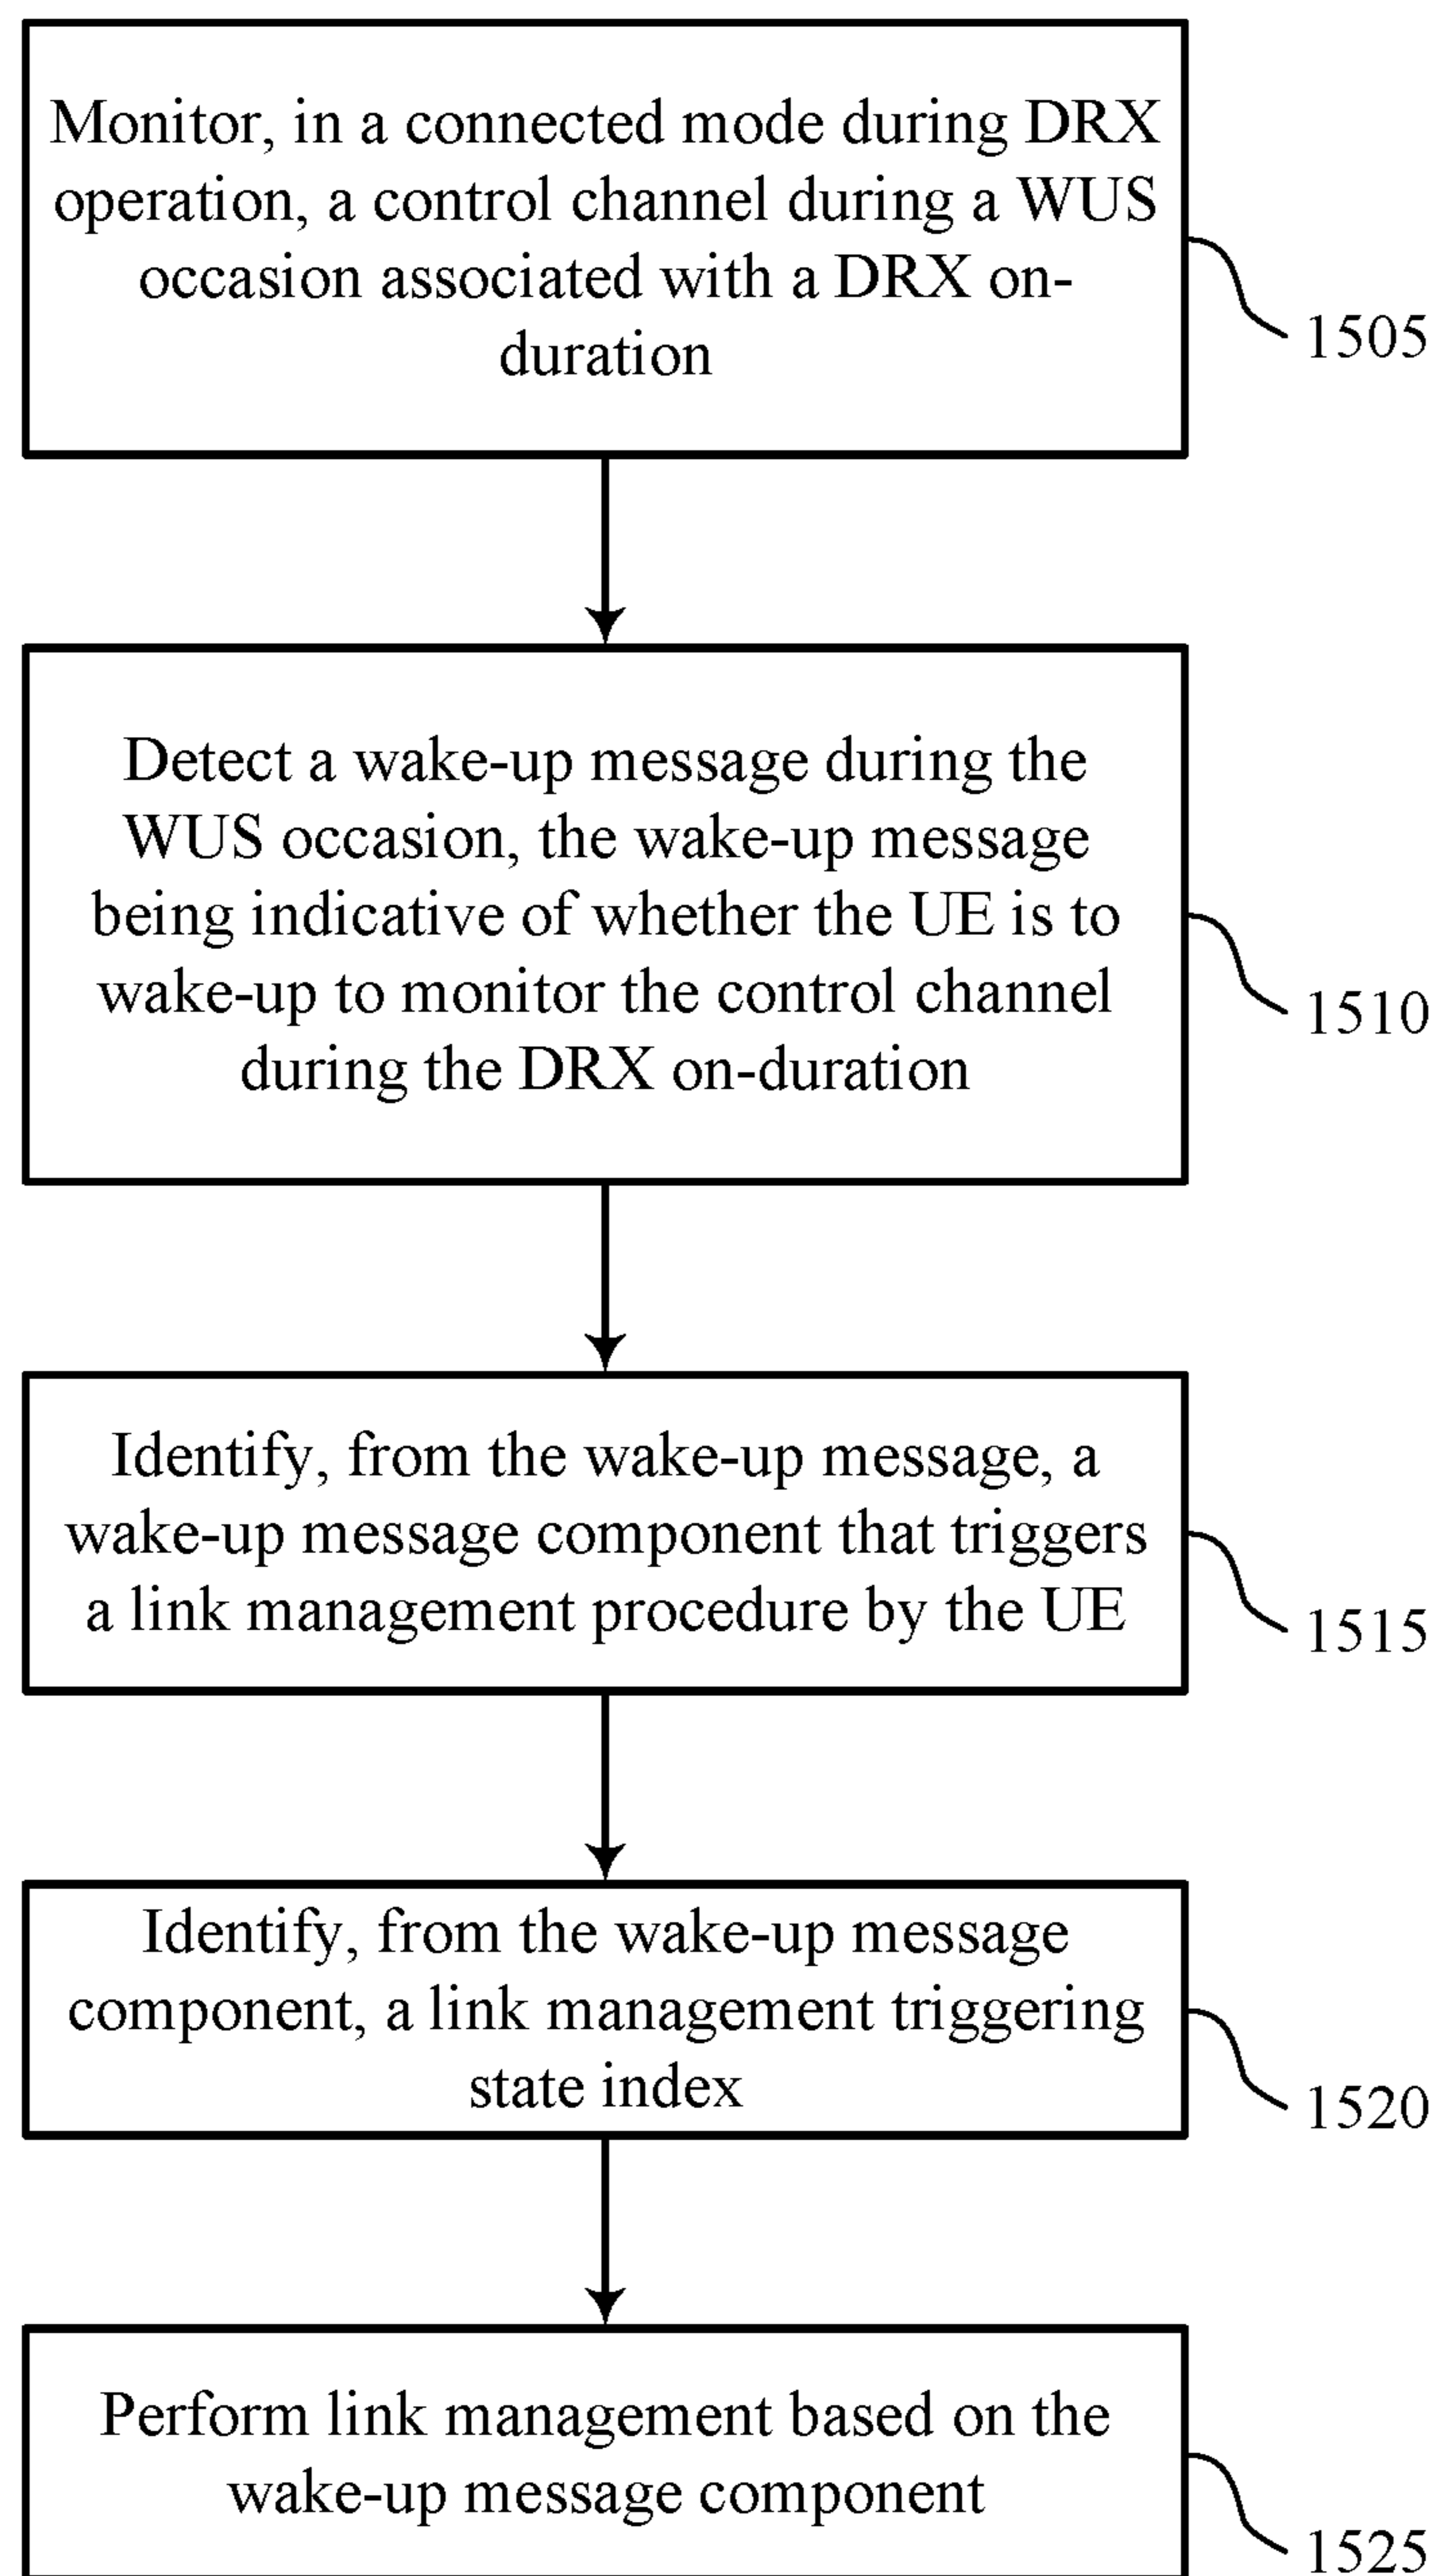 Monitor, in a connected mode during DRX
operation, a control channel during a WUS
occasion associated with a DRX on-
duration
1505
Detect a wake-up message during the
WUS occasion, the wake-up message
being indicative of whether the UE is to
wake-up to monitor the control channel
during the DRX on-duration
1510
Identify, from the wake-up message, a
wake-up message component that triggers
a link management procedure by the UE
1515
Identify, from the wake-up message
component, a link management triggering
state index
1520
Perform link management based on the
wake-up message component
1525